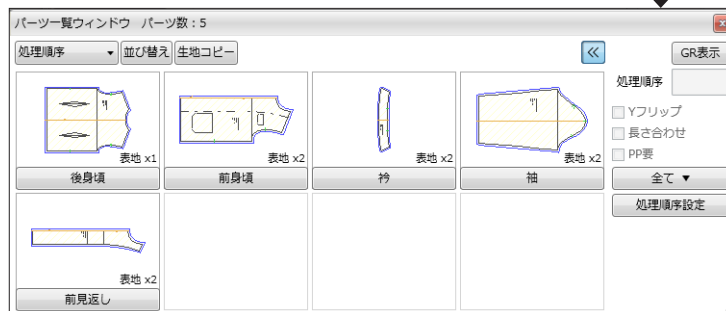 パーツ一覧ウィンドウ パーツ数：5
処理順序 ▼ 並び替え 生地コピー GR表示
処理順序
Yフリップ
長さ合わせ
PP要
全て ▼
処理順序設定
表地 x1
後身頃
表地 x2
前身頃
表地 x2
衿
表地 x2
袖
表地 x2
前見返し